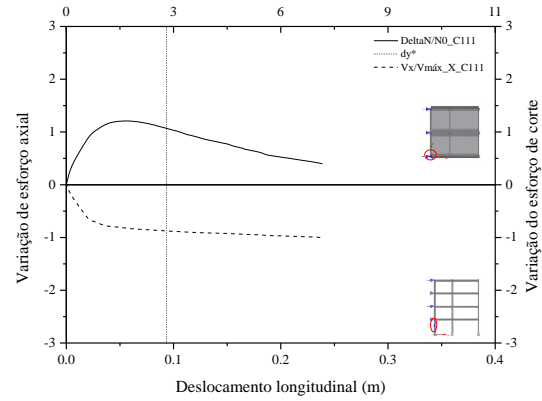 0 3 6 8 11
DeltaN/N0_C111
dy*
Vx/Vmáx_X_C111
3 3
2 2
1 1
0 0
-1 -1
-2 -2
-3 -3
Variação de esforço axial
Variação do esforço de corte
0.0 0.1 0.2 0.3 0.4
Deslocamento longitudinal (m)